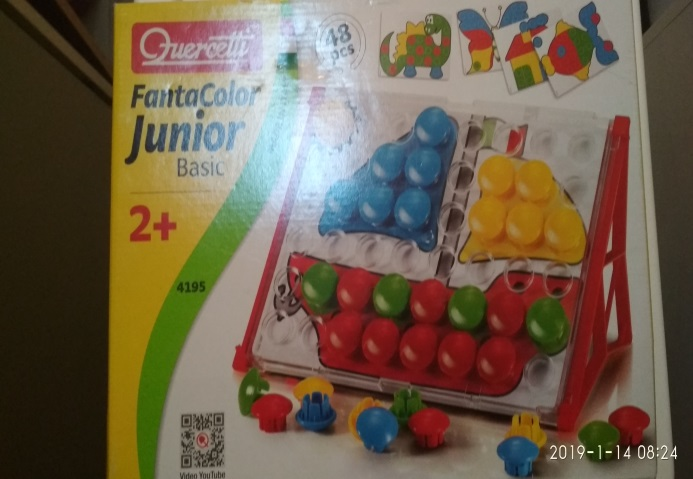 Quercetti
48
pcs
FantaColor
Junior
Basic
2+
4195
Video YouTube
2019-1-14 08:24